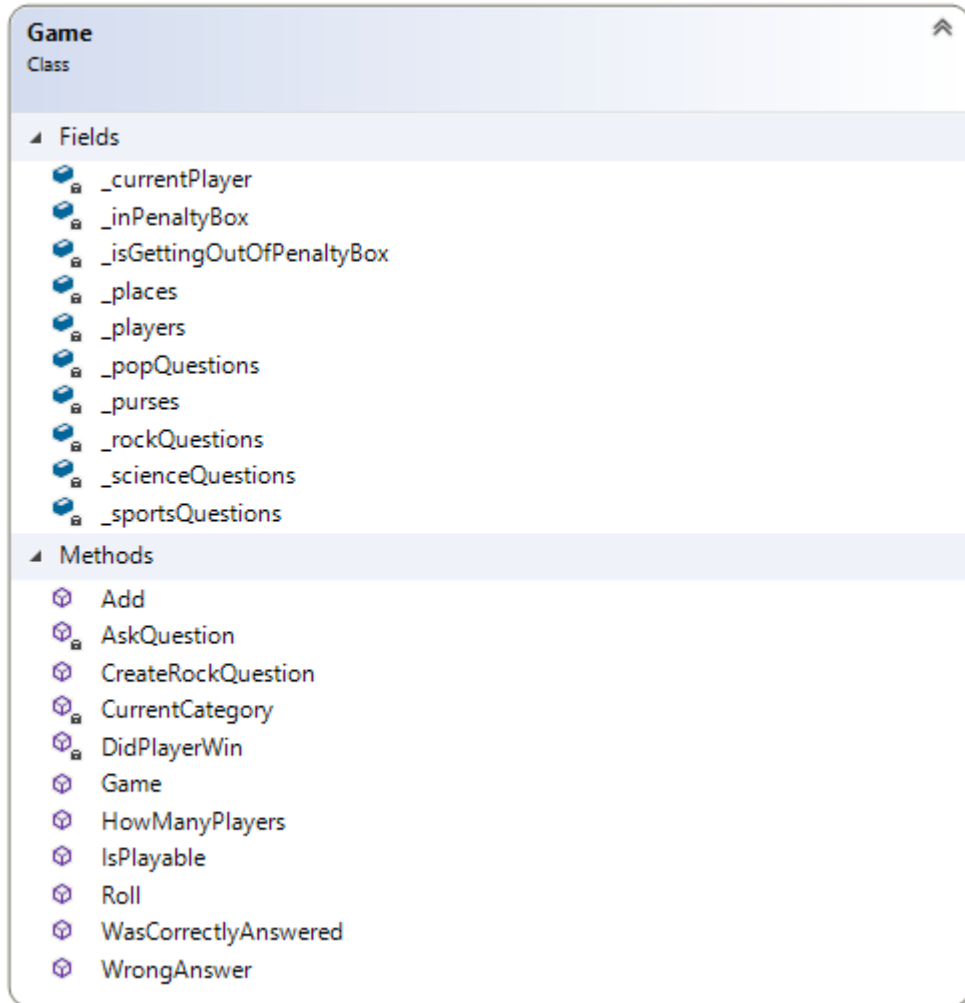 Game
Class
Fields
_currentPlayer
_inPenaltyBox
_isGettingOutOfPenaltyBox
_places
_players
_popQuestions
_purses
_rockQuestions
_scienceQuestions
_sportsQuestions
Methods
Add
AskQuestion
CreateRockQuestion
CurrentCategory
DidPlayerWin
Game
HowManyPlayers
IsPlayable
Roll
WasCorrectlyAnswered
WrongAnswer